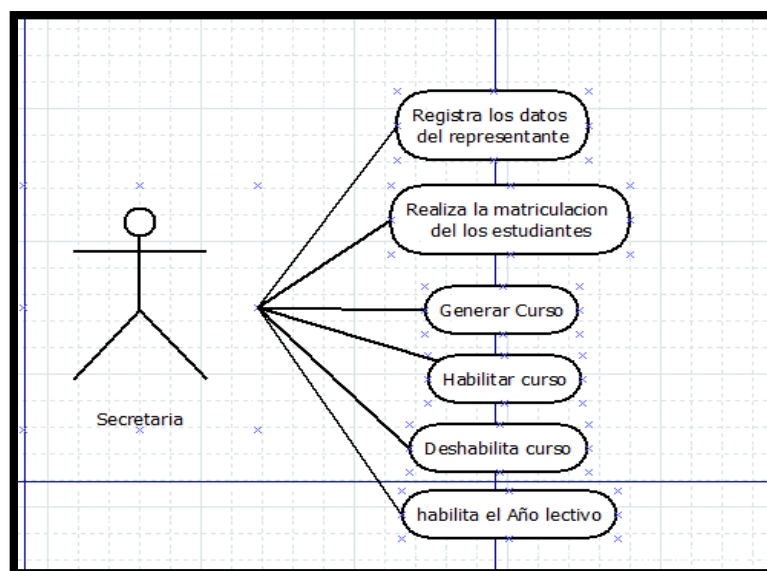 Registra los datos
del representante
Realiza la matriculacion
del los estudiantes
Generar Curso
Habilitar curso
Secretaria
Deshabilita curso
habilita el Año lectivo